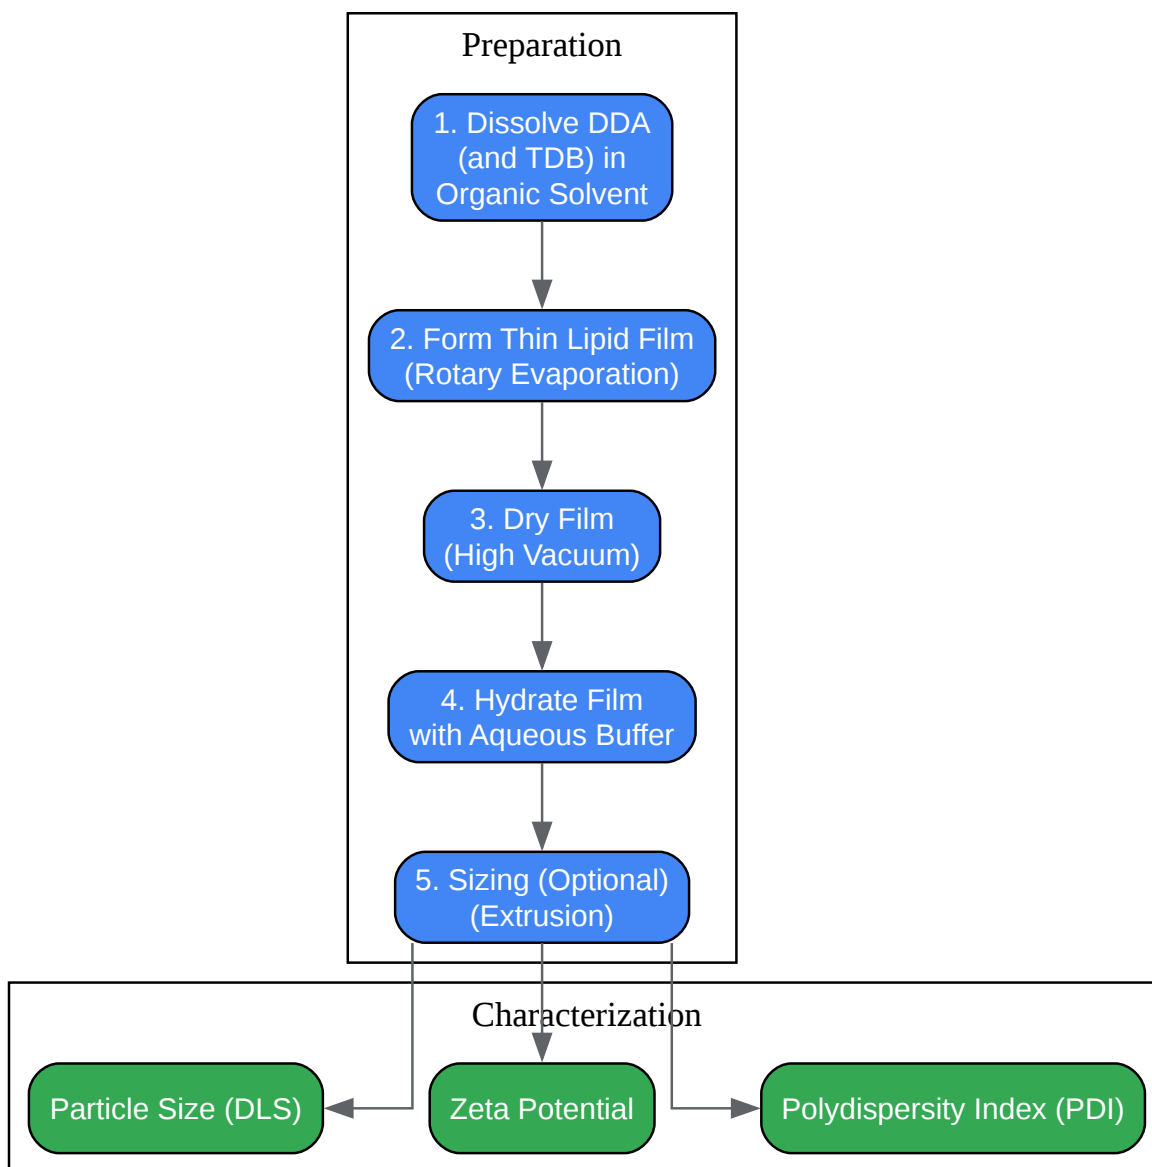 Preparation
1. Dissolve DDA
(and TDB) in
Organic Solvent
2. Form Thin Lipid Film
(Rotary Evaporation)
3. Dry Film
(High Vacuum)
4. Hydrate Film
with Aqueous Buffer
5. Sizing (Optional)
(Extrusion)
Characterization
Particle Size (DLS)
Zeta Potential
Polydispersity Index (PDI)